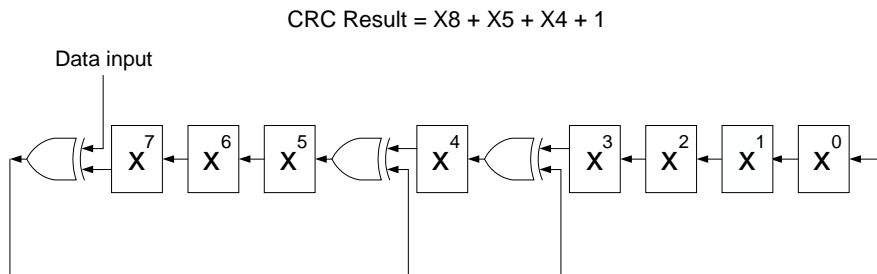 CRC Result = X8 + X5 + X4 + 1
Data input
X⁷ X⁶ X⁵ X⁴ X³ X² X¹ X⁰